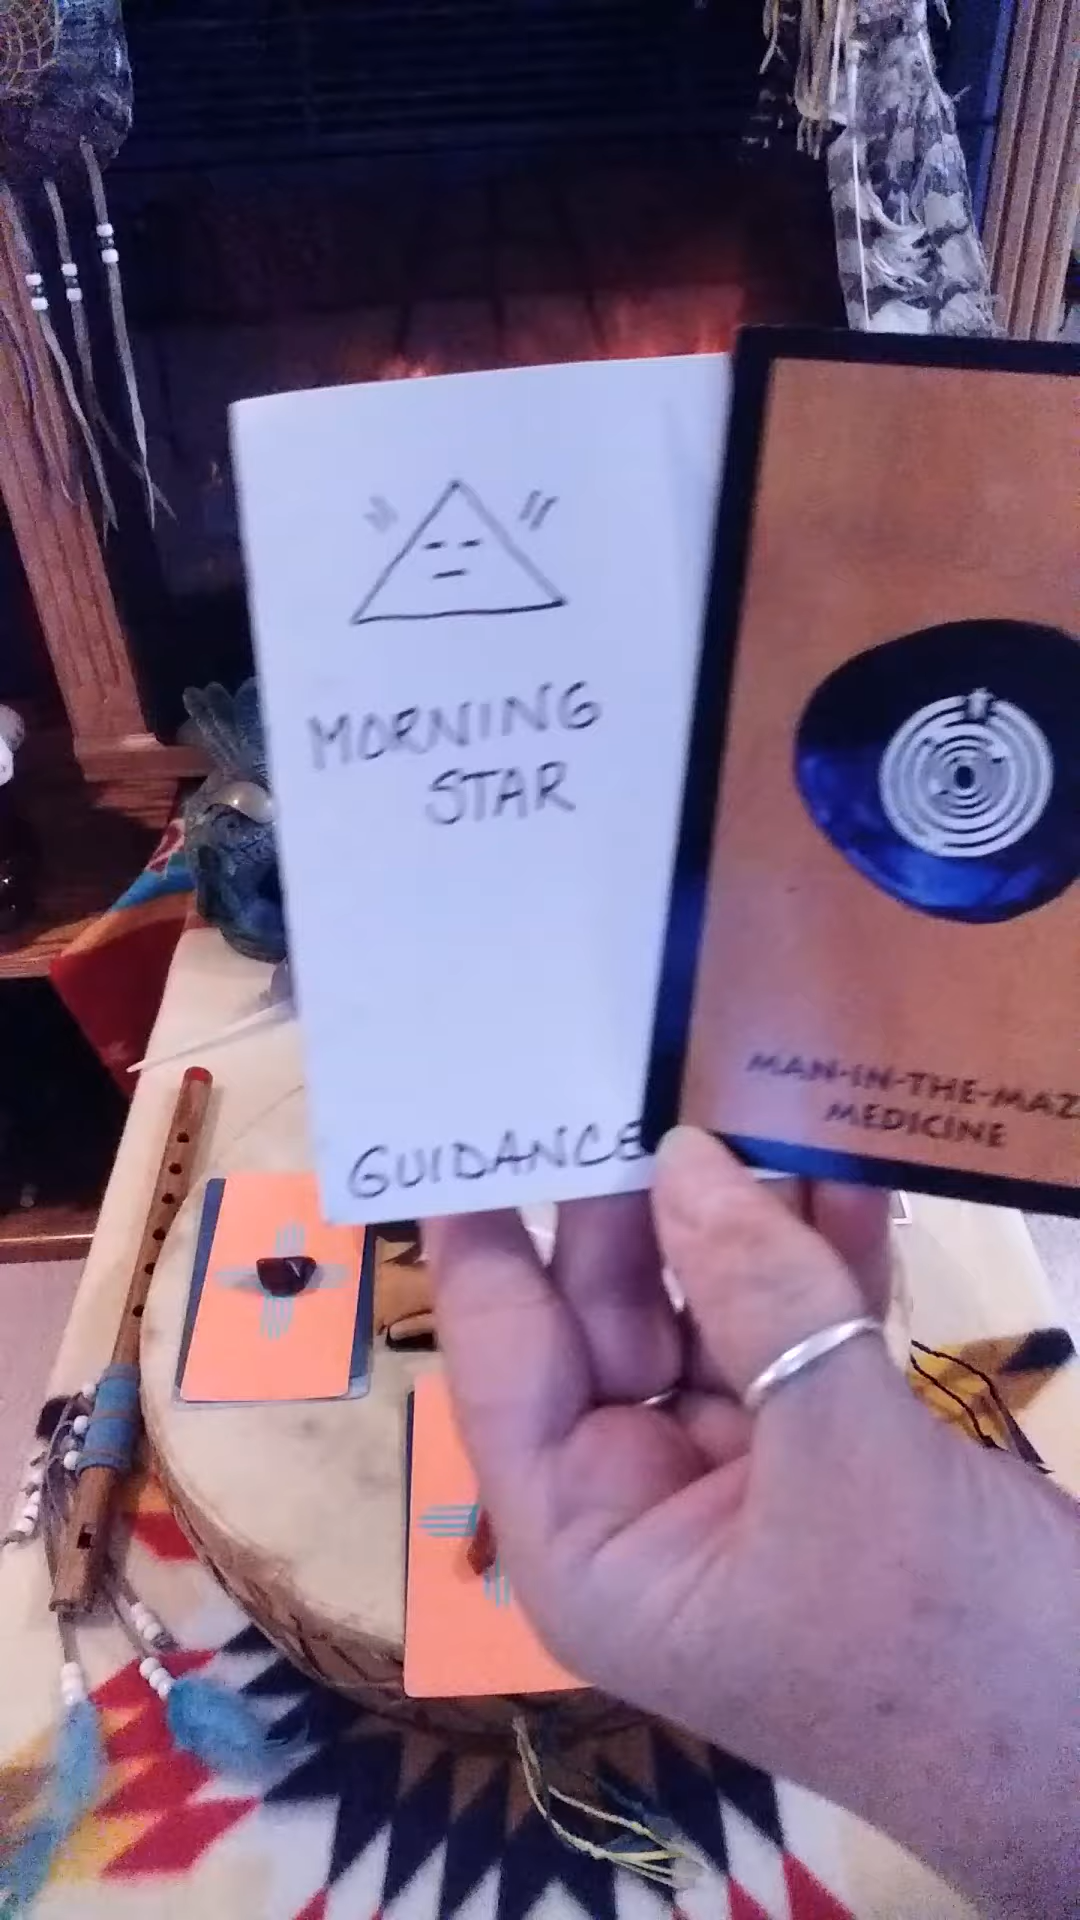 MORNING
STAR
GUIDANCE
MAN-IN-THE-MAZ
MEDICINE